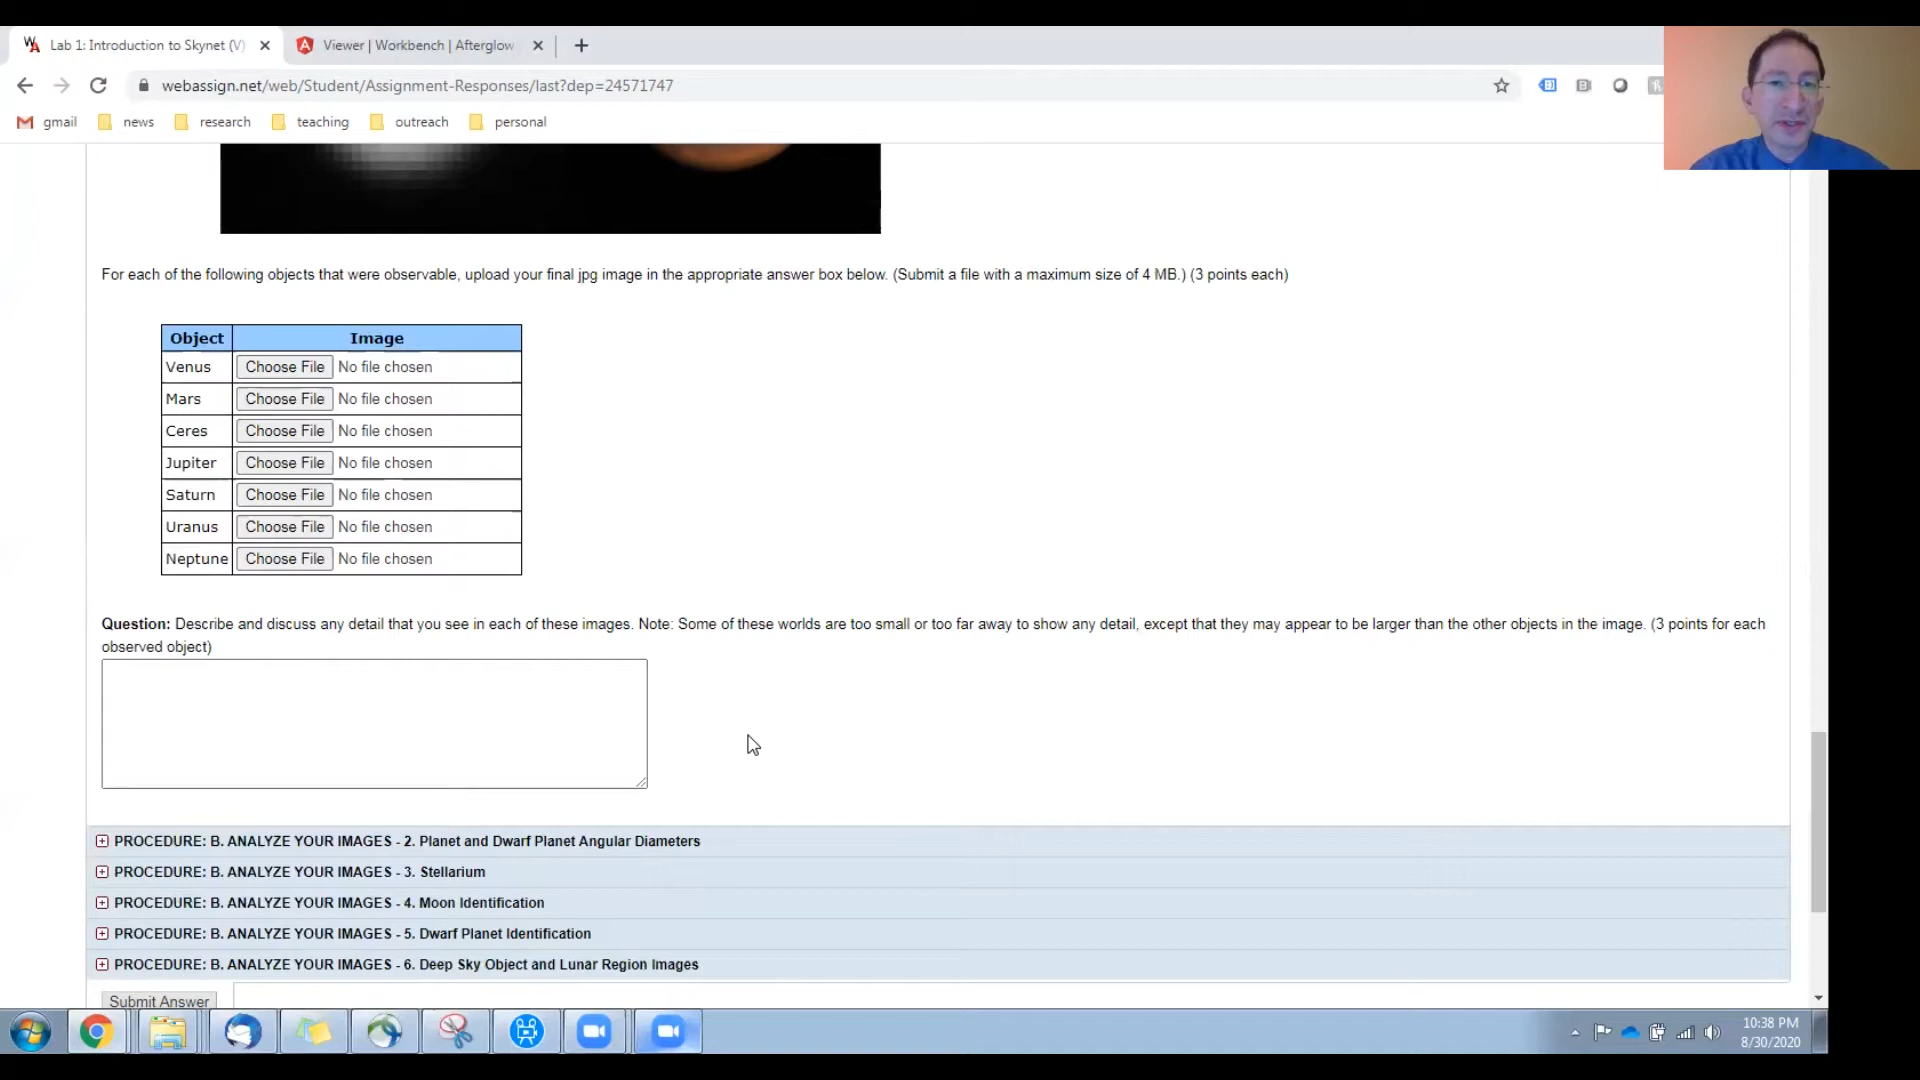 Lab 1: Introduction to Skynet (V)
Viewer | Workbench | Afterglow
webassign.net/web/Student/Assignment-Responses/last?dep=24571747
gmail news research teaching outreach personal
For each of the following objects that were observable, upload your final jpg image in the appropriate answer box below. (Submit a file with a maximum size of 4 MB.) (3 points each)
Object Image
Venus Choose File No file chosen
Mars Choose File No file chosen
Ceres Choose File No file chosen
Jupiter Choose File No file chosen
Saturn Choose File No file chosen
Uranus Choose File No file chosen
Neptune Choose File No file chosen
Question: Describe and discuss any detail that you see in each of these images. Note: Some of these worlds are too small or too far away to show any detail, except that they may appear to be larger than the other objects in the image. (3 points for each
observed object)
PROCEDURE: B. ANALYZE YOUR IMAGES - 2. Planet and Dwarf Planet Angular Diameters
PROCEDURE: B. ANALYZE YOUR IMAGES - 3. Stellarium
PROCEDURE: B. ANALYZE YOUR IMAGES - 4. Moon Identification
PROCEDURE: B. ANALYZE YOUR IMAGES - 5. Dwarf Planet Identification
PROCEDURE: B. ANALYZE YOUR IMAGES - 6. Deep Sky Object and Lunar Region Images
Submit Answer
10:38 PM
8/30/2020